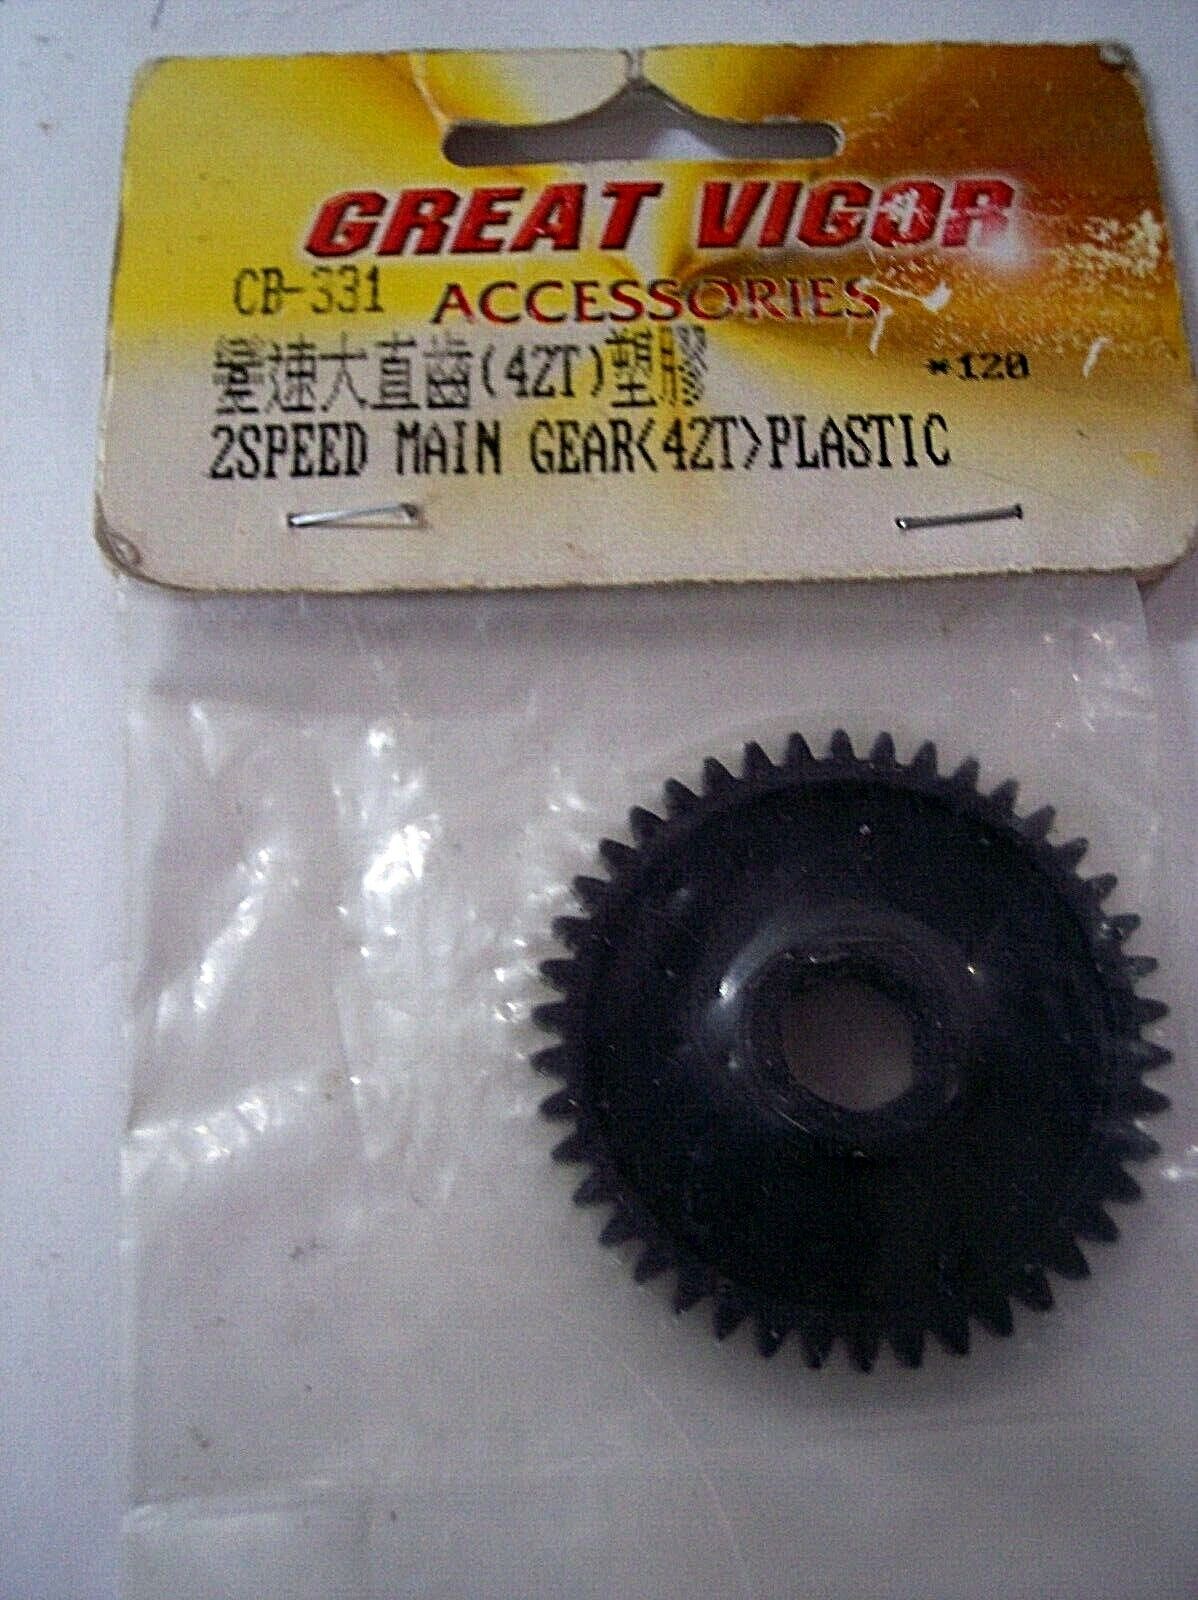 GREAT VIGOR
CB-331 ACCESSORIES
變速大直齒(42T)塑膠 *120
2SPEED MAIN GEAR<42T>PLASTIC